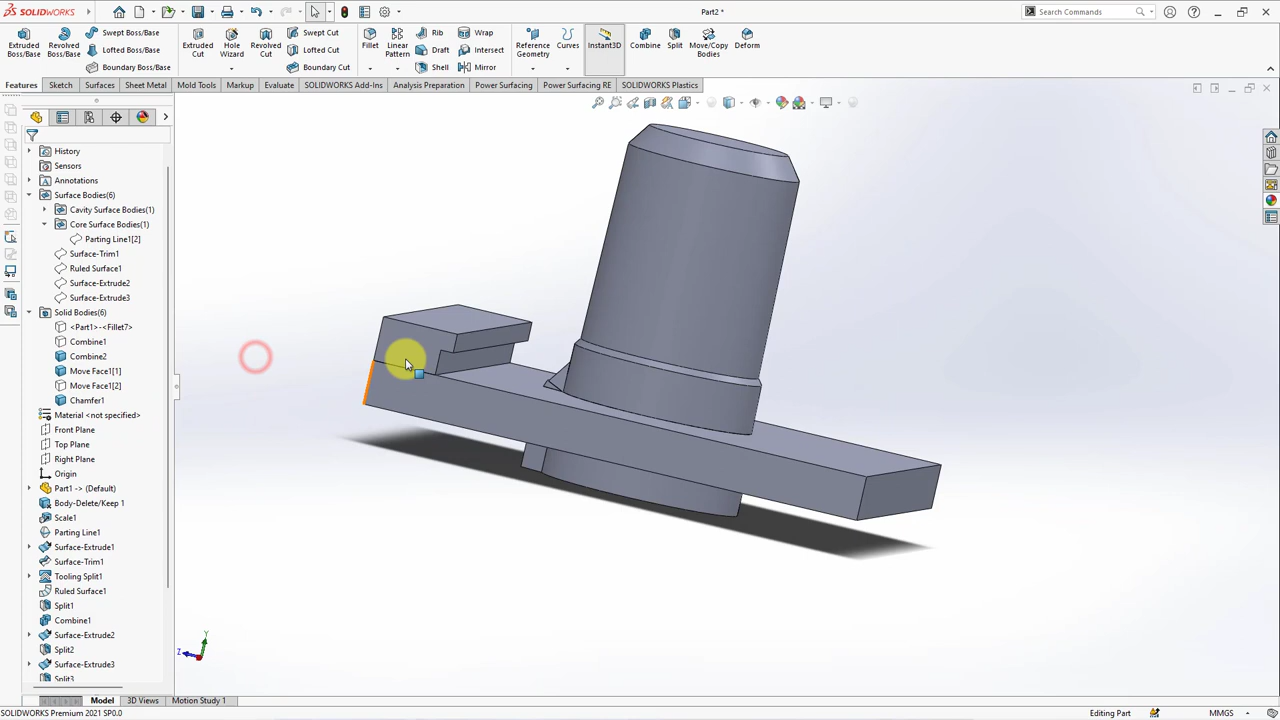 SOLIDWORKS
Part2 *
Search Commands
Extruded Boss/Base
Revolved Boss/Base
Swept Boss/Base
Lofted Boss/Base
Boundary Boss/Base
Extruded Cut
Hole Wizard
Revolved Cut
Swept Cut
Lofted Cut
Boundary Cut
Fillet
Linear Pattern
Rib
Draft
Shell
Wrap
Intersect
Mirror
Reference Geometry
Curves
Instant3D
Combine
Split
Move/Copy Bodies
Deform
Features
Sketch
Surfaces
Sheet Metal
Mold Tools
Markup
Evaluate
SOLIDWORKS Add-Ins
Analysis Preparation
Power Surfacing
Power Surfacing RE
SOLIDWORKS Plastics
History
Sensors
Annotations
Surface Bodies(6)
Cavity Surface Bodies(1)
Core Surface Bodies(1)
Parting Line1[2]
Surface-Trim1
Ruled Surface1
Surface-Extrude2
Surface-Extrude3
Solid Bodies(6)
<Part1>-<Fillet7>
Combine1
Combine2
Move Face1[1]
Move Face1[2]
Chamfer1
Material <not specified>
Front Plane
Top Plane
Right Plane
Origin
Part1 -> (Default)
Body-Delete/Keep 1
Scale1
Parting Line1
Surface-Extrude1
Surface-Trim1
Tooling Split1
Ruled Surface1
Split1
Combine1
Surface-Extrude2
Split2
Surface-Extrude3
Split3
Y
Z
Model
3D Views
Motion Study 1
SOLIDWORKS Premium 2021 SP0.0
Editing Part
MMGS